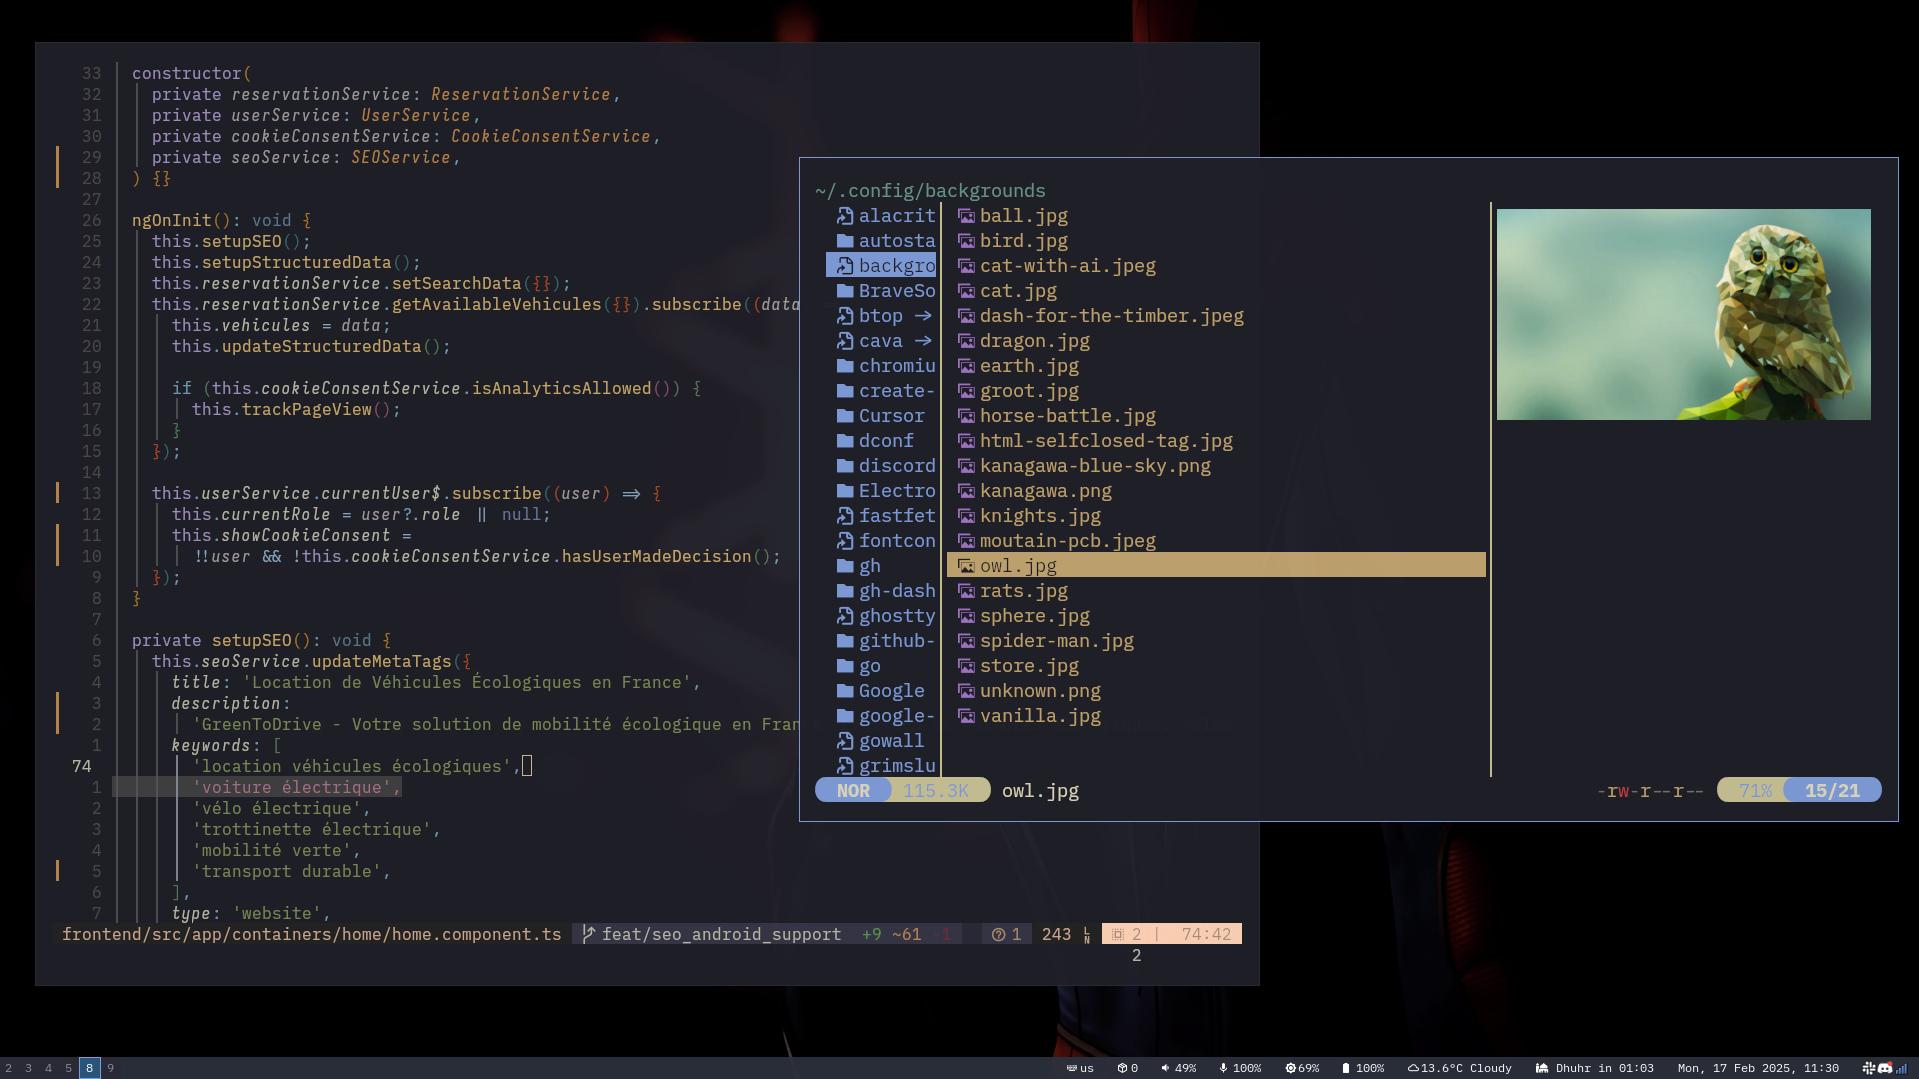 33 constructor(
32 private reservationService: ReservationService,
31 private userService: UserService,
30 private cookieConsentService: CookieConsentService,
29 private seoService: SEOService,
28 ) {}
27
26 ngOnInit(): void {
25 this.setupSEO();
24 this.setupStructuredData();
23 this.reservationService.setSearchData({});
22 this.reservationService.getAvailableVehicules({}).subscribe((data
21 this.vehicules = data;
20 this.updateStructuredData();
19
18 if (this.cookieConsentService.isAnalyticsAllowed()) {
17 this.trackPageView();
16 }
15 });
14
13 this.userService.currentUser$.subscribe((user) => {
12 this.currentRole = user?.role || null;
11 this.showCookieConsent =
10 !!user && !this.cookieConsentService.hasUserMadeDecision();
9 });
8 }
7
6 private setupSEO(): void {
5 this.seoService.updateMetaTags({
4 title: 'Location de Véhicules Écologiques en France',
3 description:
2 'GreenToDrive - Votre solution de mobilité écologique en Fran
1 keywords: [
74 'location véhicules écologiques',
1 'voiture électrique',
2 'vélo électrique',
3 'trottinette électrique',
4 'mobilité verte',
5 'transport durable',
6 ],
7 type: 'website',
frontend/src/app/containers/home/home.component.ts feat/seo_android_support +9 ~61 -1 1 243 LN 2 | 74:42
2
~/.config/backgrounds
alacrit
autosta
backgro
BraveSo
btop →
cava →
chromiu
create-
Cursor
dconf
discord
Electro
fastfet
fontcon
gh
gh-dash
ghostty
github-
go
Google
google-
gowall
grimslu
ball.jpg
bird.jpg
cat-with-ai.jpeg
cat.jpg
dash-for-the-timber.jpeg
dragon.jpg
earth.jpg
groot.jpg
horse-battle.jpg
html-selfclosed-tag.jpg
kanagawa-blue-sky.png
kanagawa.png
knights.jpg
moutain-pcb.jpeg
owl.jpg
rats.jpg
sphere.jpg
spider-man.jpg
store.jpg
unknown.png
vanilla.jpg
NOR 115.3K owl.jpg -rw-r--r-- 71% 15/21
2 3 4 5 8 9 us 0 49% 100% 69% 100% 13.6°C Cloudy Dhuhr in 01:03 Mon, 17 Feb 2025, 11:30